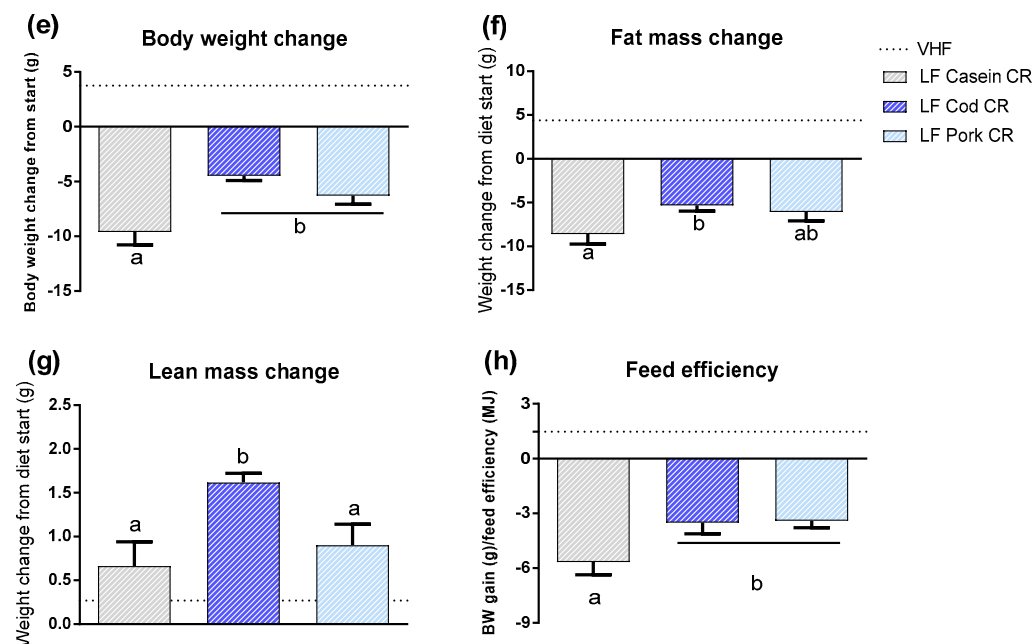 (e)
Body weight change
Body weight change from start (g)
5
0
-5
-10
-15
a
b
(f)
Fat mass change
Weight change from diet start (g)
10
5
0
-5
-10
-15
a
b
ab
VHF
LF Casein CR
LF Cod CR
LF Pork CR
(g)
Lean mass change
Weight change from diet start (g)
2.5
2.0
1.5
1.0
0.5
0.0
a
b
a
(h)
Feed efficiency
BW gain (g)/feed efficiency (MJ)
3
0
-3
-6
-9
a
b